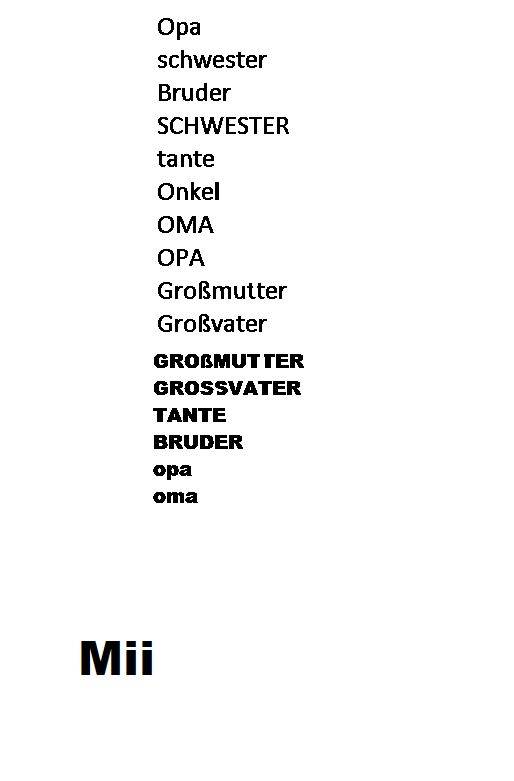 Opa
schwester
Bruder
SCHWESTER
tante
Onkel
OMA
OPA
Großmutter
Großvater
GROßMUTTER
GROSSVATER
TANTE
BRUDER
opa
oma
Mii